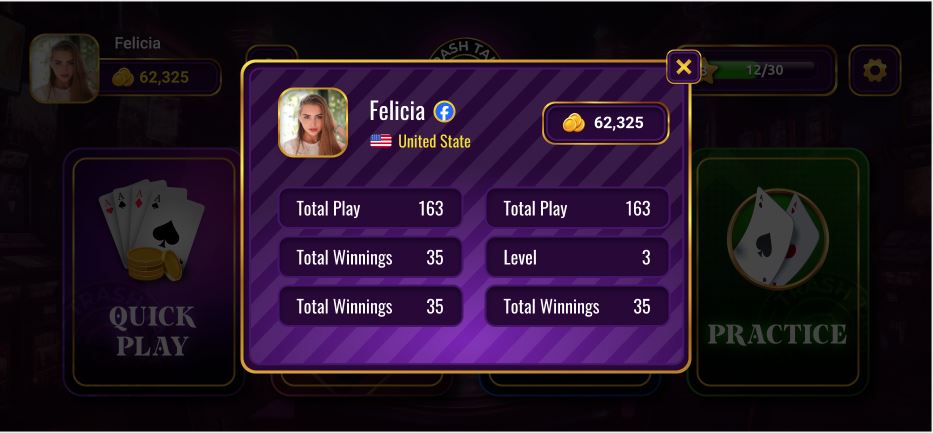 Felicia
62,325
12/30
Felicia
62,325
United State
Total Play 163
Total Play 163
Total Winnings 35
Level 3
Total Winnings 35
Total Winnings 35
QUICK
PLAY
PRACTICE